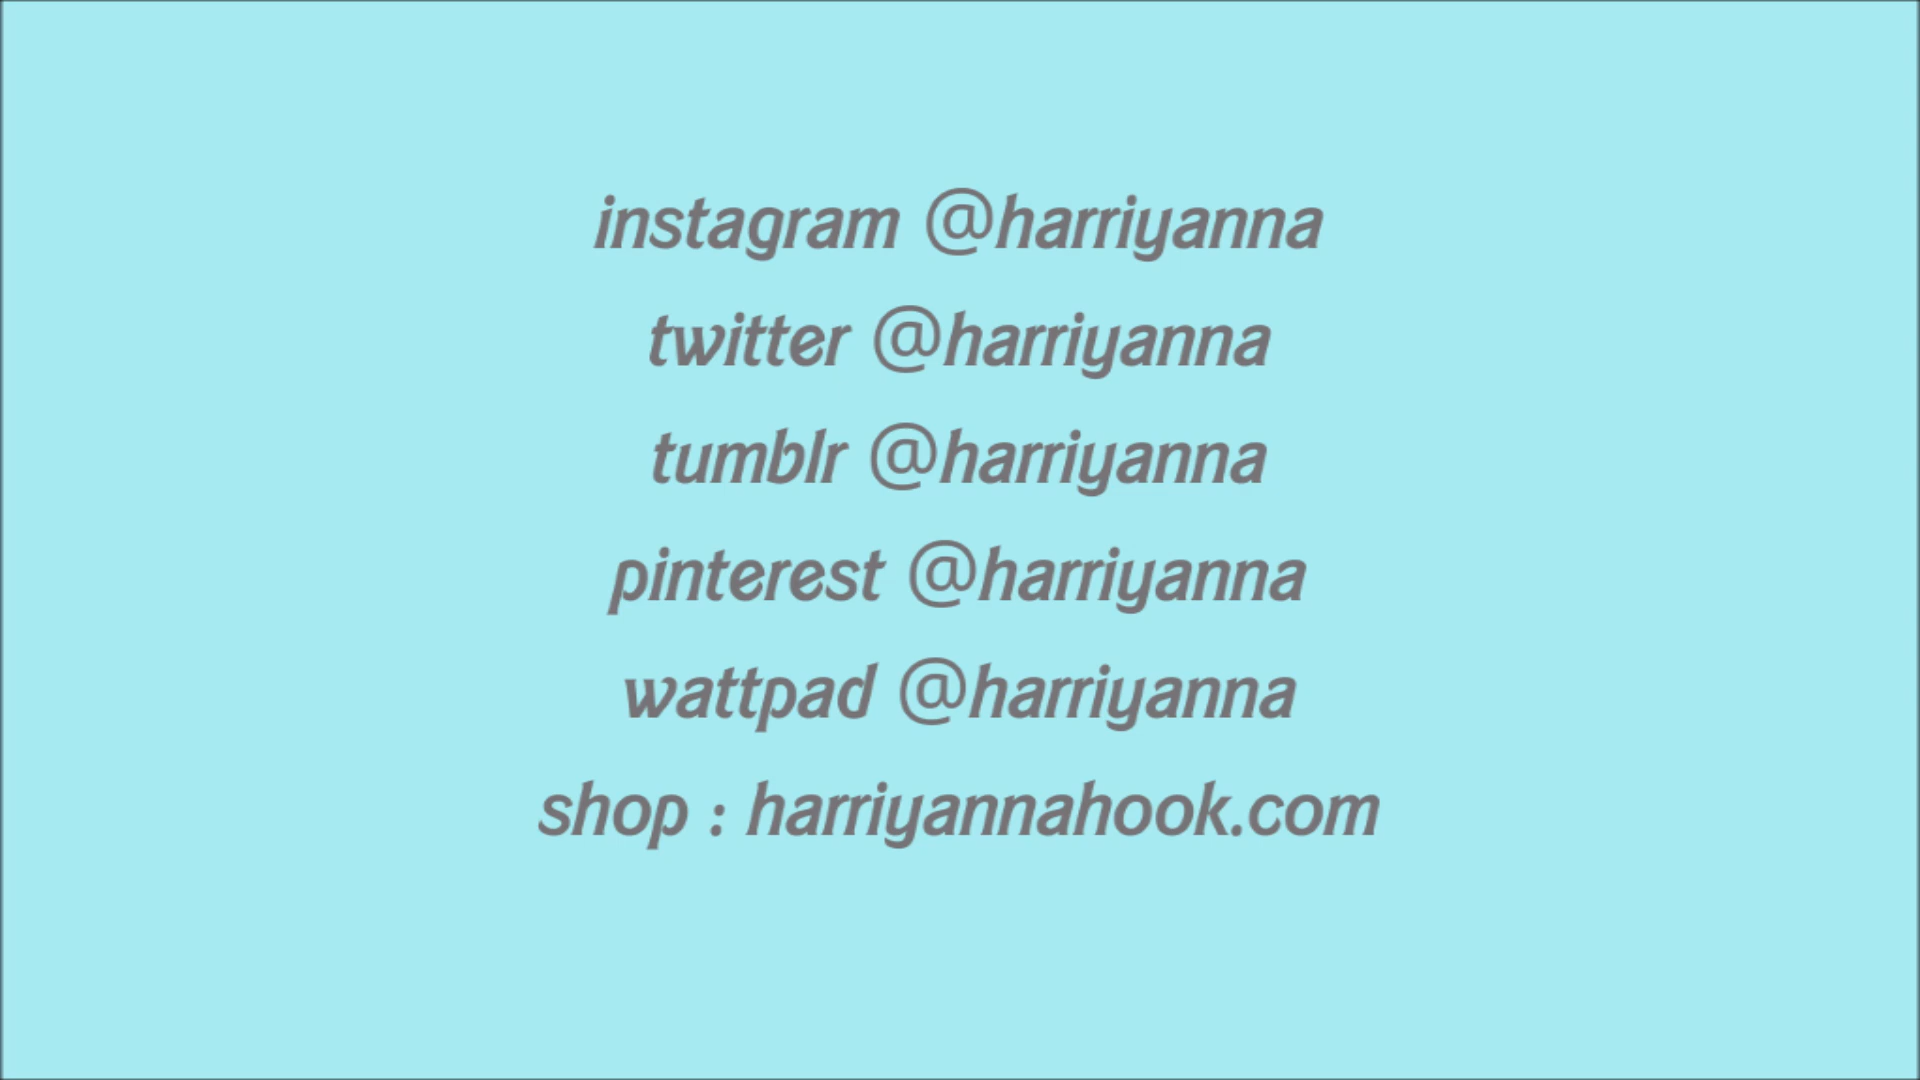 instagram @harriyanna
twitter @harriyanna
tumblr @harriyanna
pinterest @harriyanna
wattpad @harriyanna
shop : harriyannahook.com